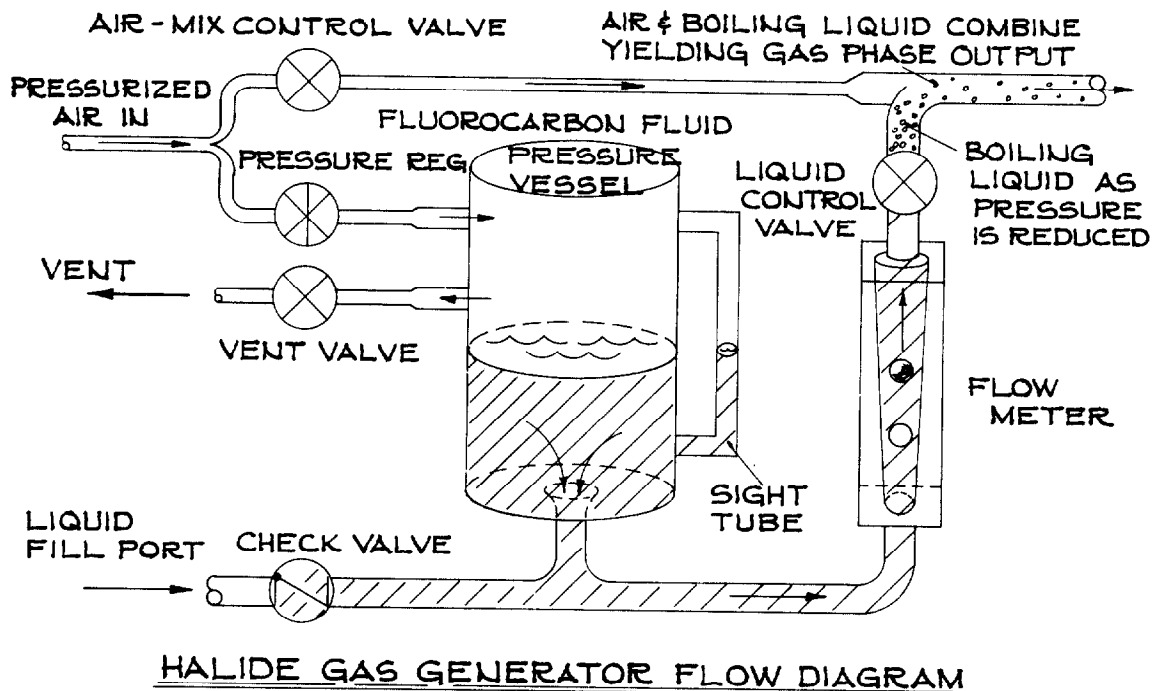 AIR-MIX CONTROL VALVE
AIR & BOILING LIQUID COMBINE
YIELDING GAS PHASE OUTPUT
PRESSURIZED
AIR IN
FLUOROCARBON FLUID
PRESSURE REG.
PRESSURE
VESSEL
LIQUID
CONTROL
VALVE
BOILING
LIQUID AS
PRESSURE
IS REDUCED
VENT
VENT VALVE
FLOW
METER
SIGHT
TUBE
LIQUID
FILL PORT
CHECK VALVE
HALIDE GAS GENERATOR FLOW DIAGRAM